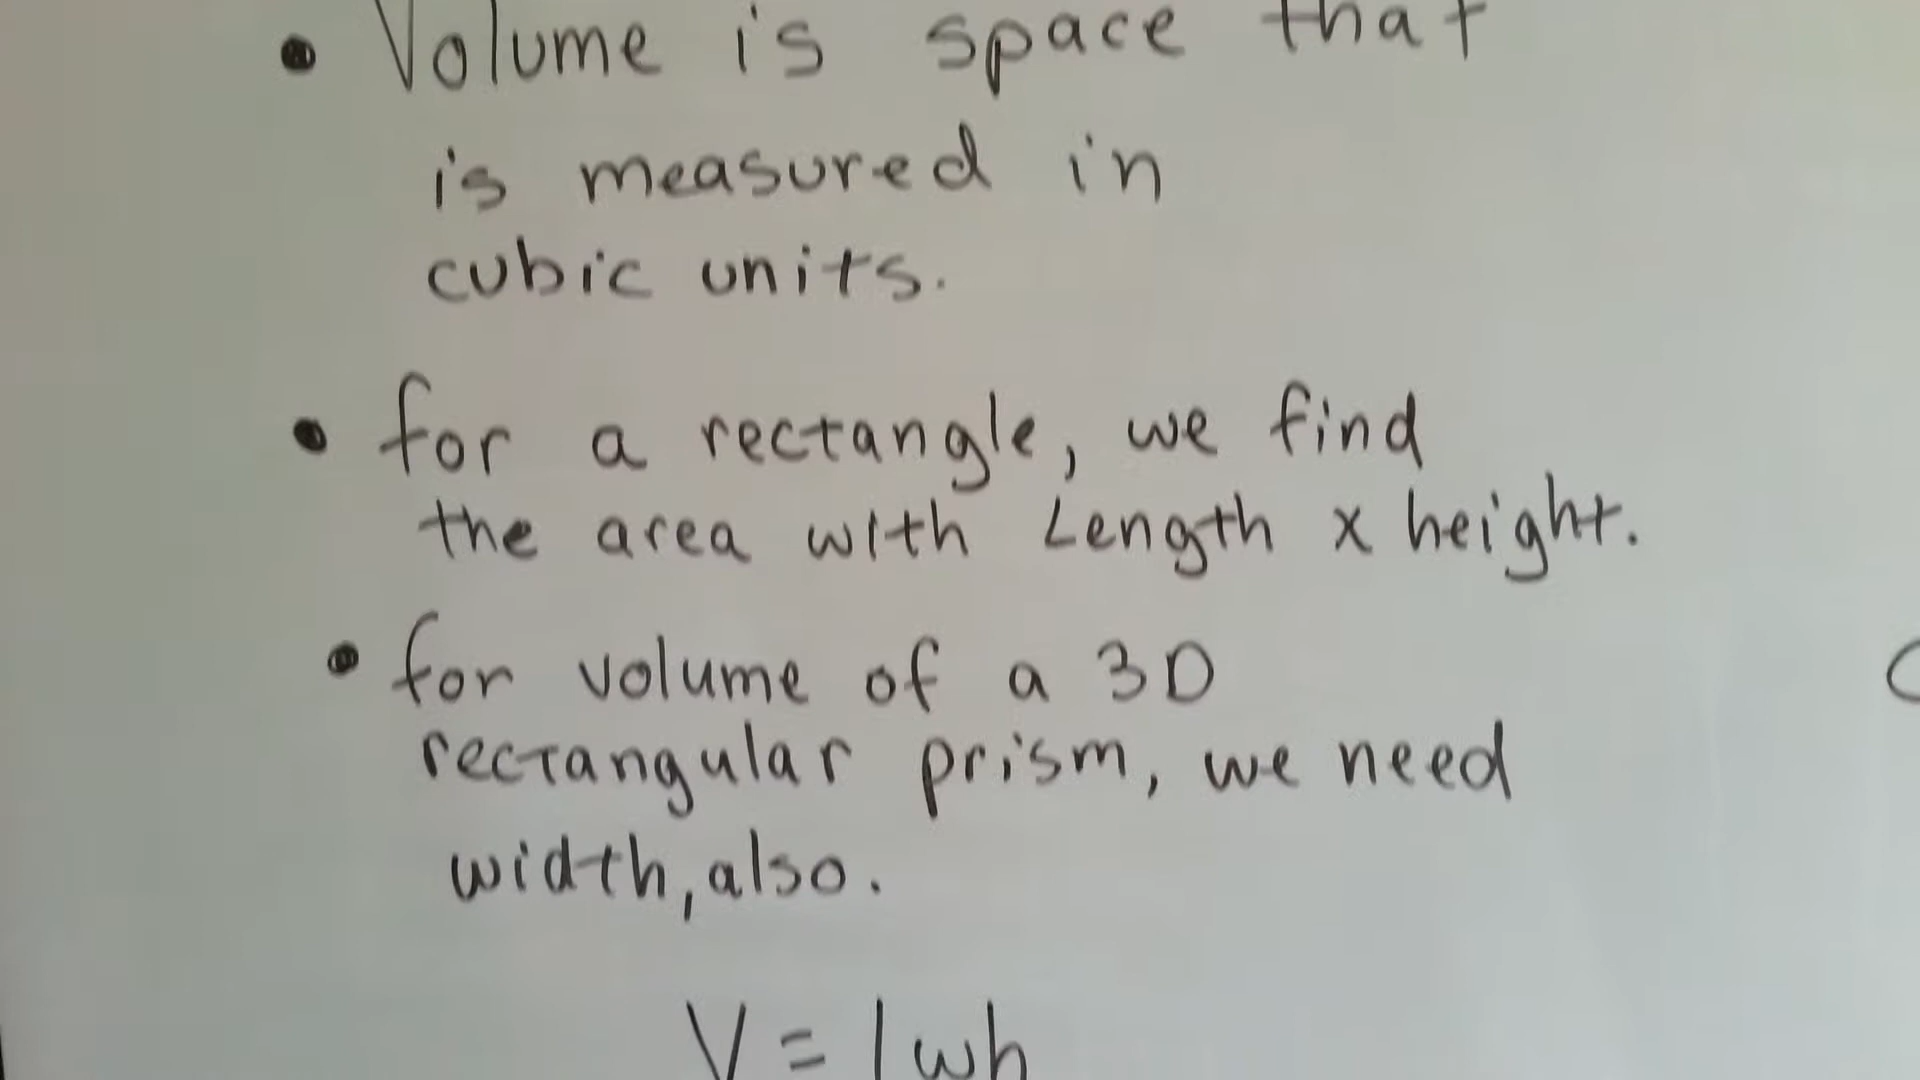 • Volume is space that
is measured in
cubic units.
• for a rectangle, we find
the area with Length x height.
• for volume of a 3D
rectangular prism, we need
width, also.
V = lwh